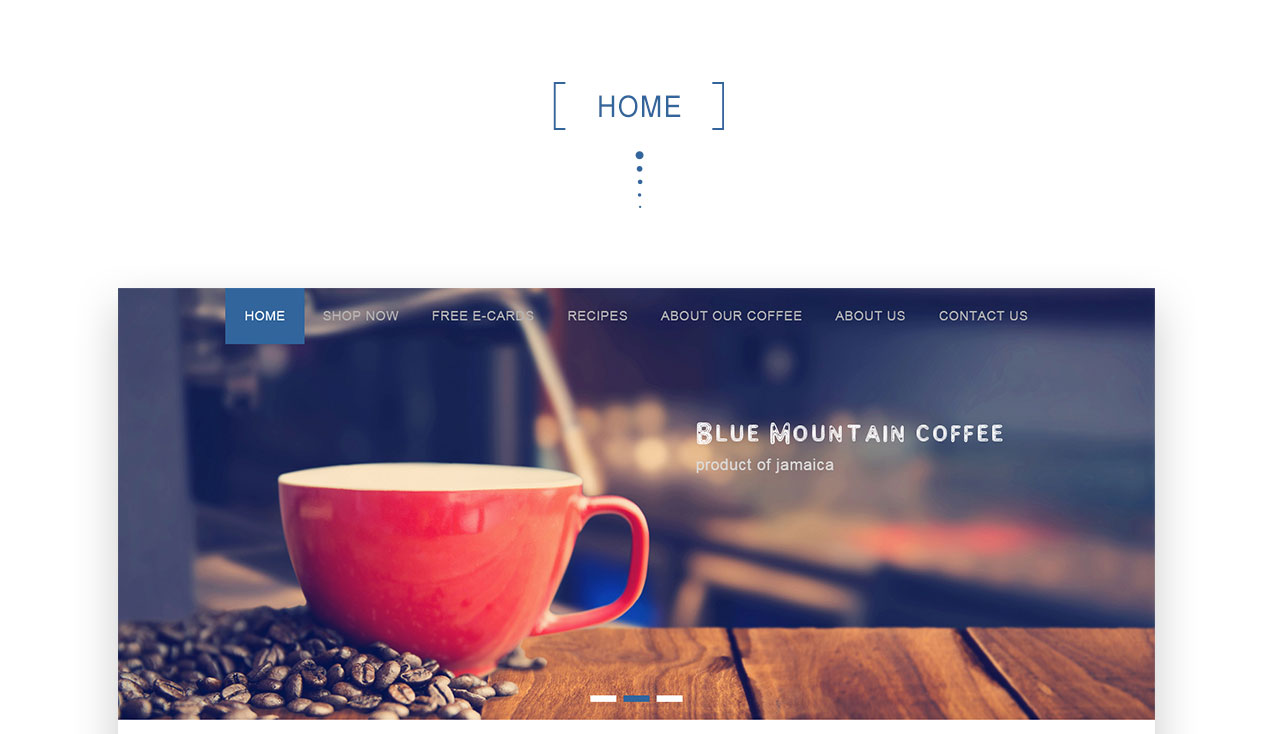 HOME
HOME SHOP NOW FREE E-CARDS RECIPES ABOUT OUR COFFEE ABOUT US CONTACT US
Blue Mountain coffee
product of jamaica